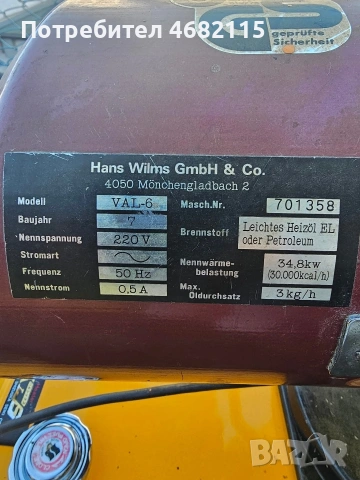 Потребител 4682115
geprüfte
Sicherheit
Hans Wilms GmbH & Co.
4050 Mönchengladbach 2
Modell VAL-6 Masch.Nr. 701358
Baujahr 7 Brennstoff Leichtes Heizöl EL
oder Petroleum
Nennspannung 220 V
Stromart
Frequenz 50 Hz Nennwärme-
belastung 34,8kw
(30.000kcal/h)
Nennstrom 0,5 A Max.
Öldurchsatz 3 kg/h
BAZAR